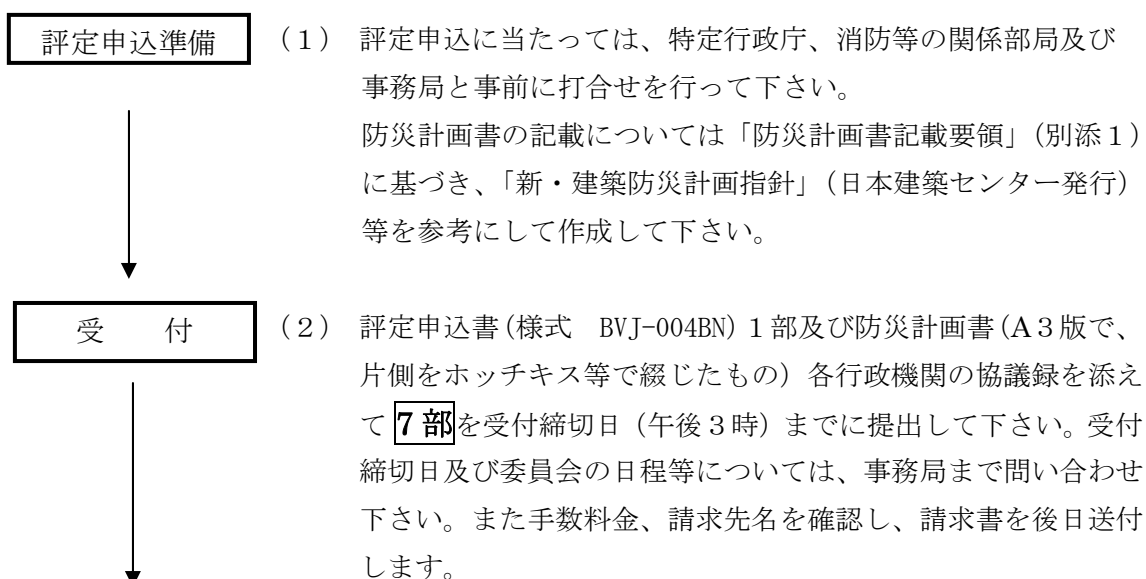 評定申込準備
(1) 評定申込に当たっては、特定行政庁、消防等の関係部局及び
事務局と事前に打合せを行って下さい。
防災計画書の記載については「防災計画書記載要領」(別添1)
に基づき、「新・建築防災計画指針」(日本建築センター発行)
等を参考にして作成して下さい。
受 付
(2) 評定申込書(様式 BVJ-004BN)1部及び防災計画書(A3版で、
片側をホッチキス等で綴じたもの)各行政機関の協議録を添え
て7部を受付締切日(午後3時)までに提出して下さい。受付
締切日及び委員会の日程等については、事務局まで問い合わせ
下さい。また手数料金、請求先名を確認し、請求書を後日送付
します。